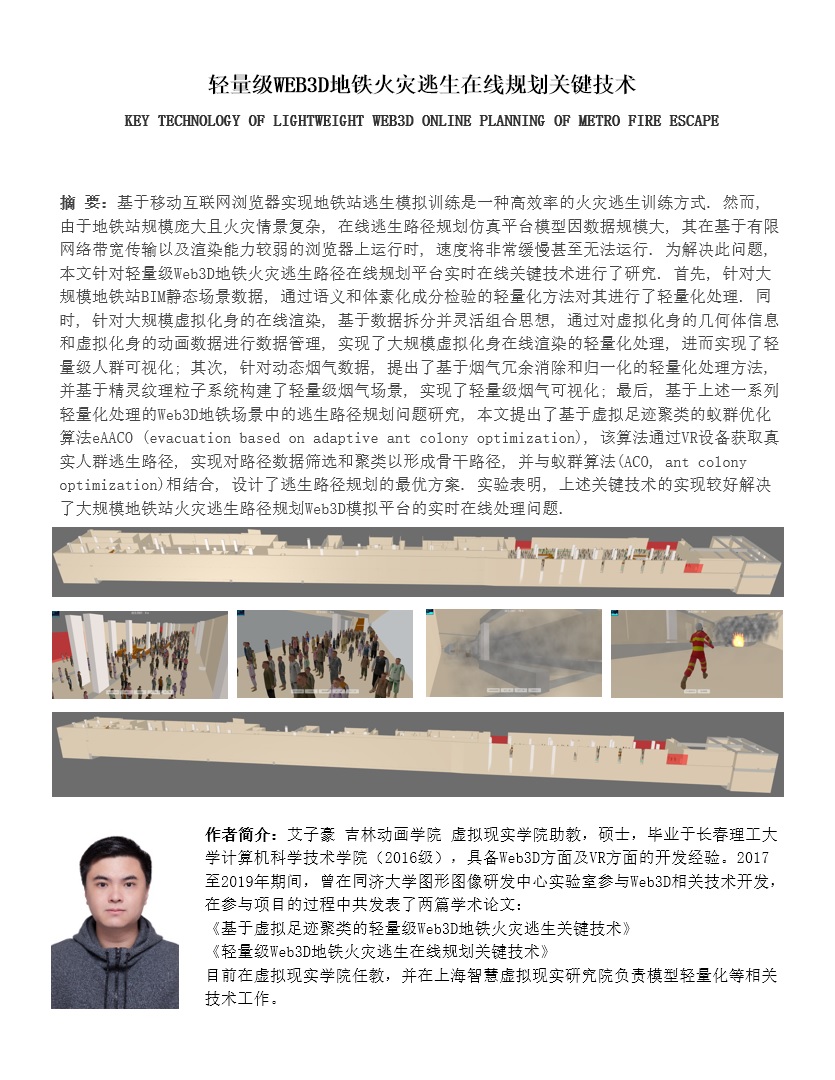 轻量级WEB3D地铁火灾逃生在线规划关键技术
KEY TECHNOLOGY OF LIGHTWEIGHT WEB3D ONLINE PLANNING OF METRO FIRE ESCAPE
摘 要: 基于移动互联网浏览器实现地铁站逃生模拟训练是一种高效率的火灾逃生训练方式. 然而,
由于地铁站规模庞大且火灾情景复杂, 在线逃生路径规划仿真平台模型因数据规模大, 其在基于有限
网络带宽传输以及渲染能力较弱的浏览器上运行时, 速度将非常缓慢甚至无法运行. 为解决此问题,
本文针对轻量级Web3D地铁火灾逃生路径在线规划平台实时在线关键技术进行了研究. 首先, 针对大
规模地铁站BIM静态场景数据, 通过语义和体素化成分检验的轻量化方法对其进行了轻量化处理. 同
时, 针对大规模虚拟化身的在线渲染, 基于数据拆分并灵活组合思想, 通过对虚拟化身的几何体信息
和虚拟化身的动画数据进行数据管理, 实现了大规模虚拟化身在线渲染的轻量化处理, 进而实现了轻
量级人群可视化; 其次, 针对动态烟气数据, 提出了基于烟气冗余消除和归一化的轻量化处理方法,
并基于精灵纹理粒子系统构建了轻量级烟气场景, 实现了轻量级烟气可视化; 最后, 基于上述一系列
轻量化处理的Web3D地铁场景中的逃生路径规划问题研究, 本文提出了基于虚拟足迹聚类的蚁群优化
算法eAACO (evacuation based on adaptive ant colony optimization), 该算法通过VR设备获取真
实人群逃生路径, 实现对路径数据筛选和聚类以形成骨干路径, 并与蚁群算法(ACO, ant colony
optimization)相结合, 设计了逃生路径规划的最优方案. 实验表明, 上述关键技术的实现较好解决
了大规模地铁站火灾逃生路径规划Web3D模拟平台的实时在线处理问题.
作者简介: 艾子豪 吉林动画学院 虚拟现实学院助教, 硕士, 毕业于长春理工大
学计算机科学技术学院（2016级）, 具备Web3D方面及VR方面的开发经验。2017
至2019年期间, 曾在同济大学图形图像研发中心实验室参与Web3D相关技术开发,
在参与项目的过程中共发表了两篇学术论文:
《基于虚拟足迹聚类的轻量级Web3D地铁火灾逃生关键技术》
《轻量级Web3D地铁火灾逃生在线规划关键技术》
目前在虚拟现实学院任教, 并在上海智慧虚拟现实研究院负责模型轻量化等相关
技术工作。